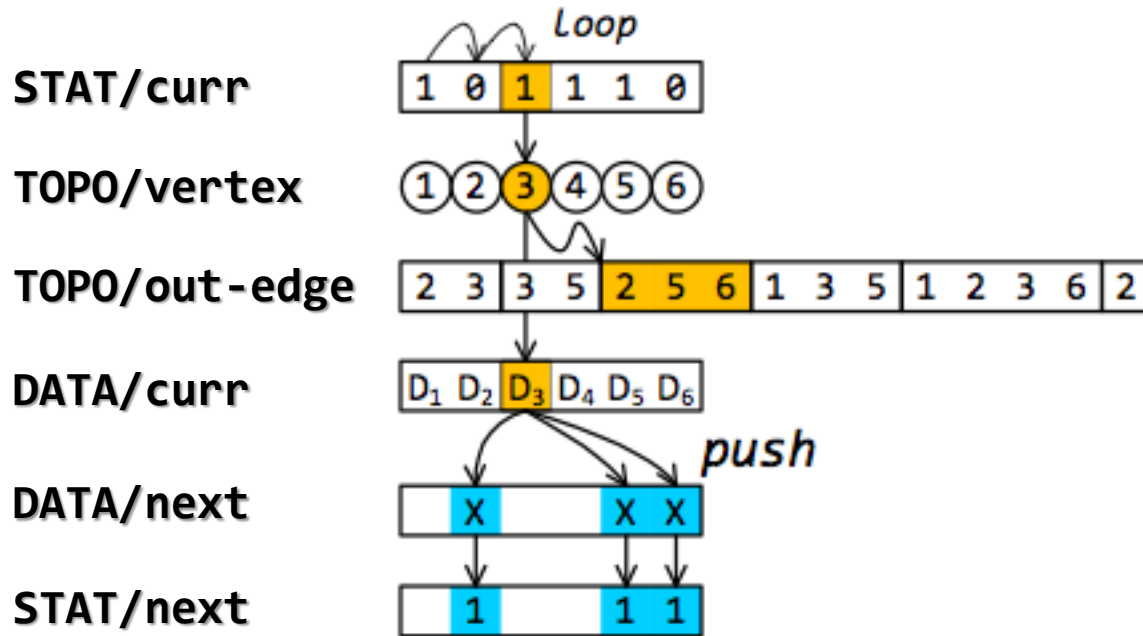 loop
STAT/curr 1 0 1 1 1 0
TOPO/vertex 1 2 3 4 5 6
TOPO/out-edge 2 3 3 5 2 5 6 1 3 5 1 2 3 6 2
DATA/curr D₁ D₂ D₃ D₄ D₅ D₆
push
DATA/next X X X
STAT/next 1 1 1